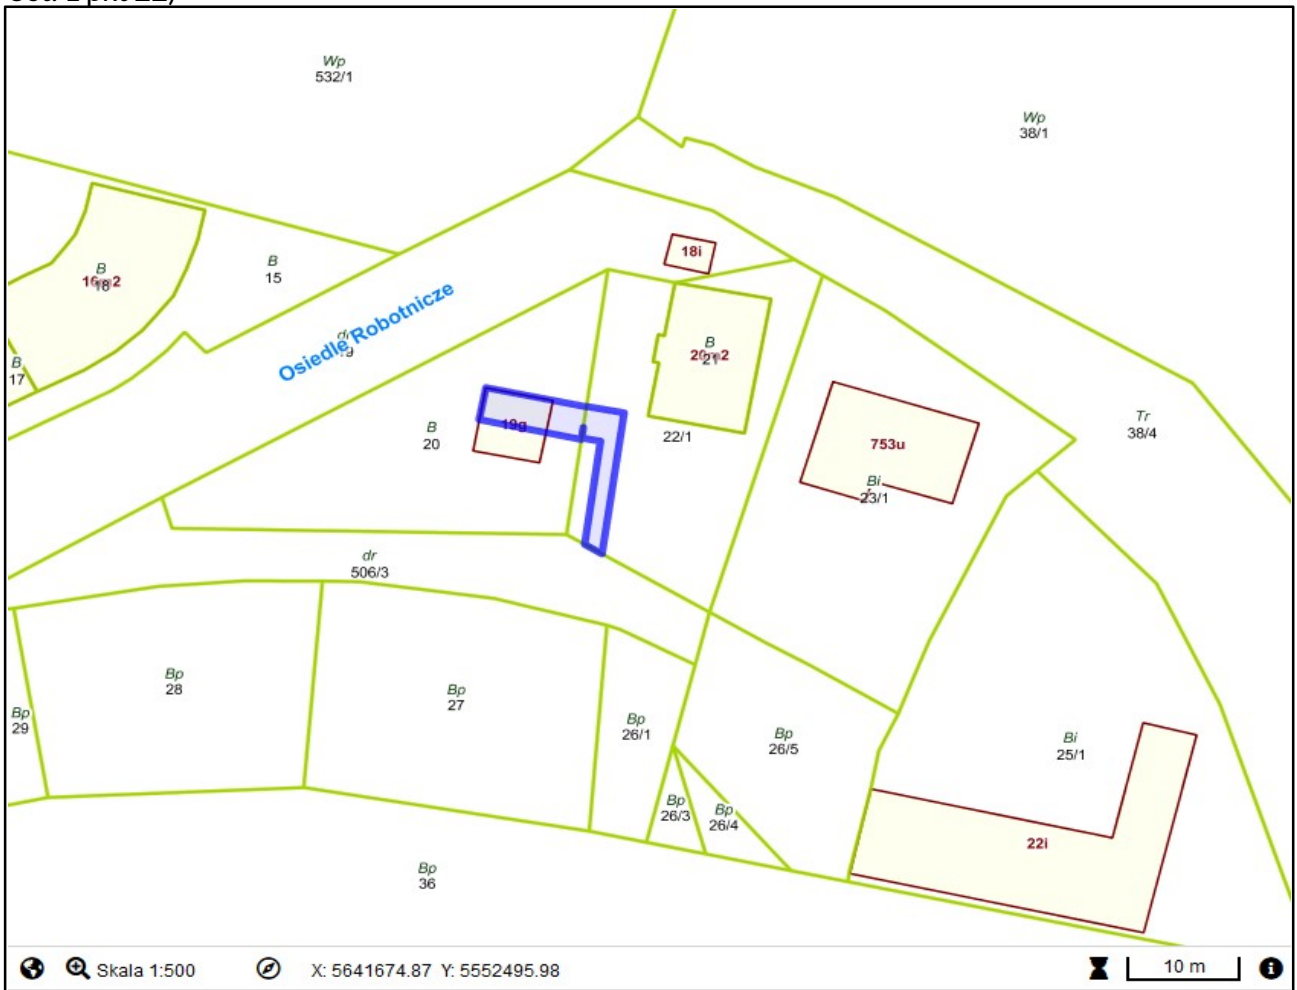 Wp
532/1
Wp
38/1
B
15
18i
B
18
B
17
Osiedle Robotnicze
B
21
22/1
B
20
19g
Tr
38/4
753u
Bi
23/1
dr
506/3
Bp
28
Bp
27
Bp
29
Bp
26/1
Bp
26/5
Bi
25/1
Bp
26/3
Bp
26/4
22i
Bp
36
Skala 1:500
X: 5641674.87 Y: 5552495.98
10 m